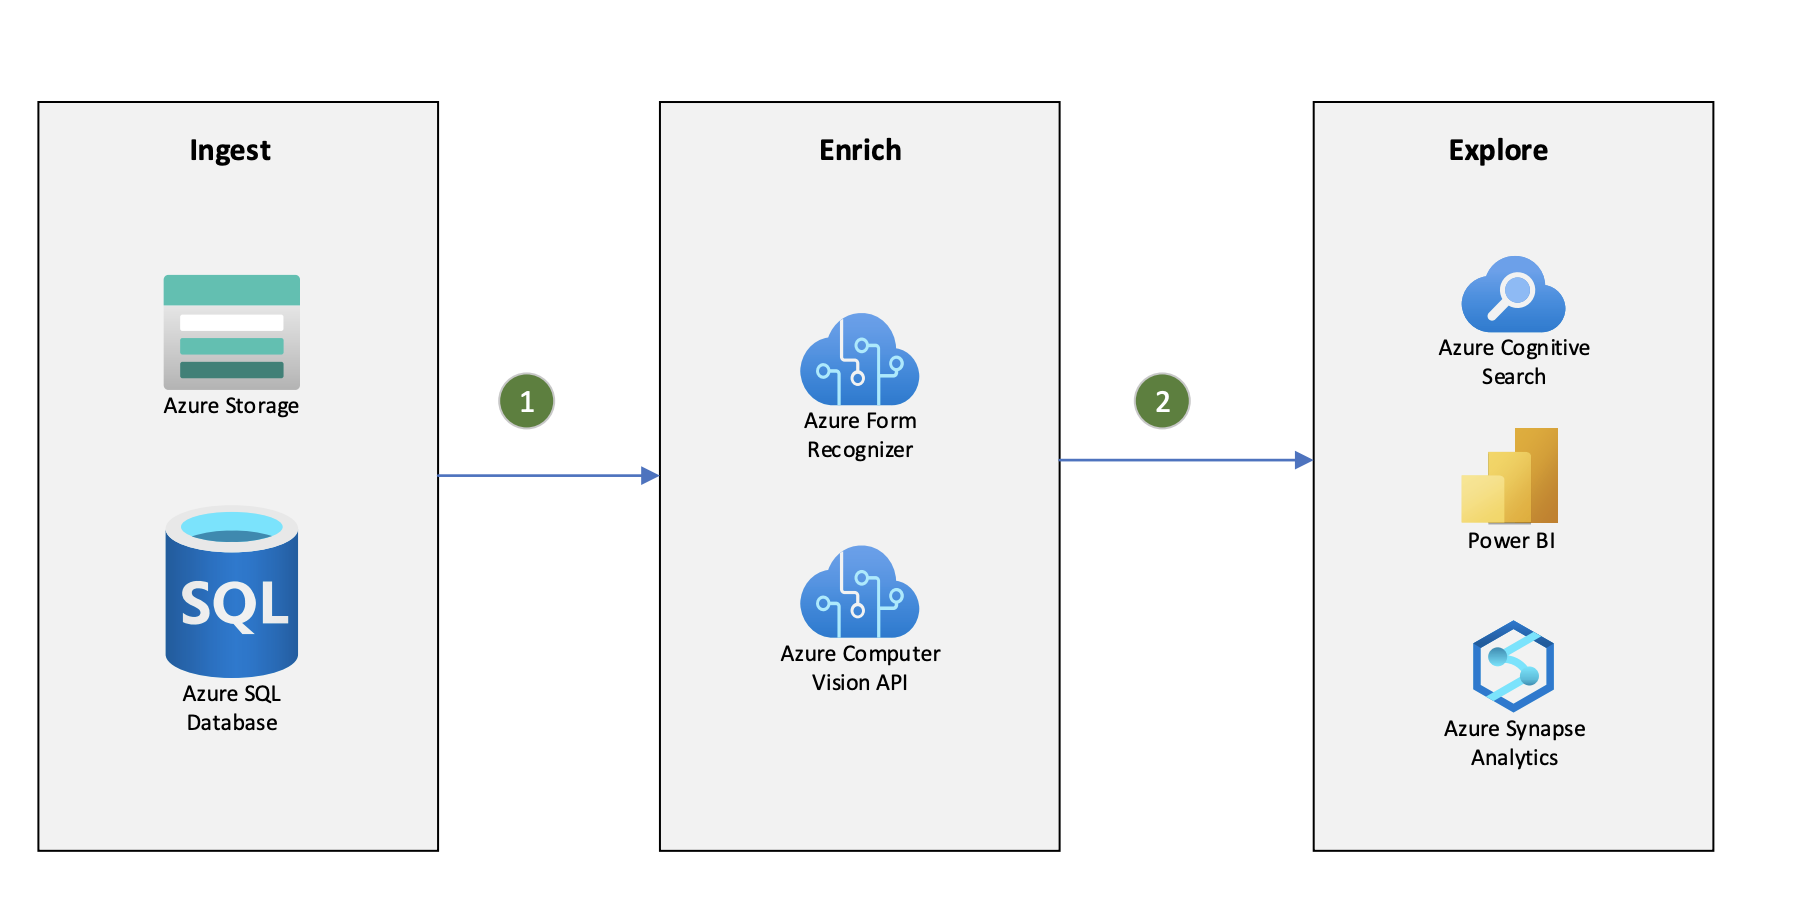 Ingest
Azure Storage
SQL
Azure SQL
Database
1
Enrich
Azure Form
Recognizer
Azure Computer
Vision API
2
Explore
Azure Cognitive
Search
Power BI
Azure Synapse
Analytics